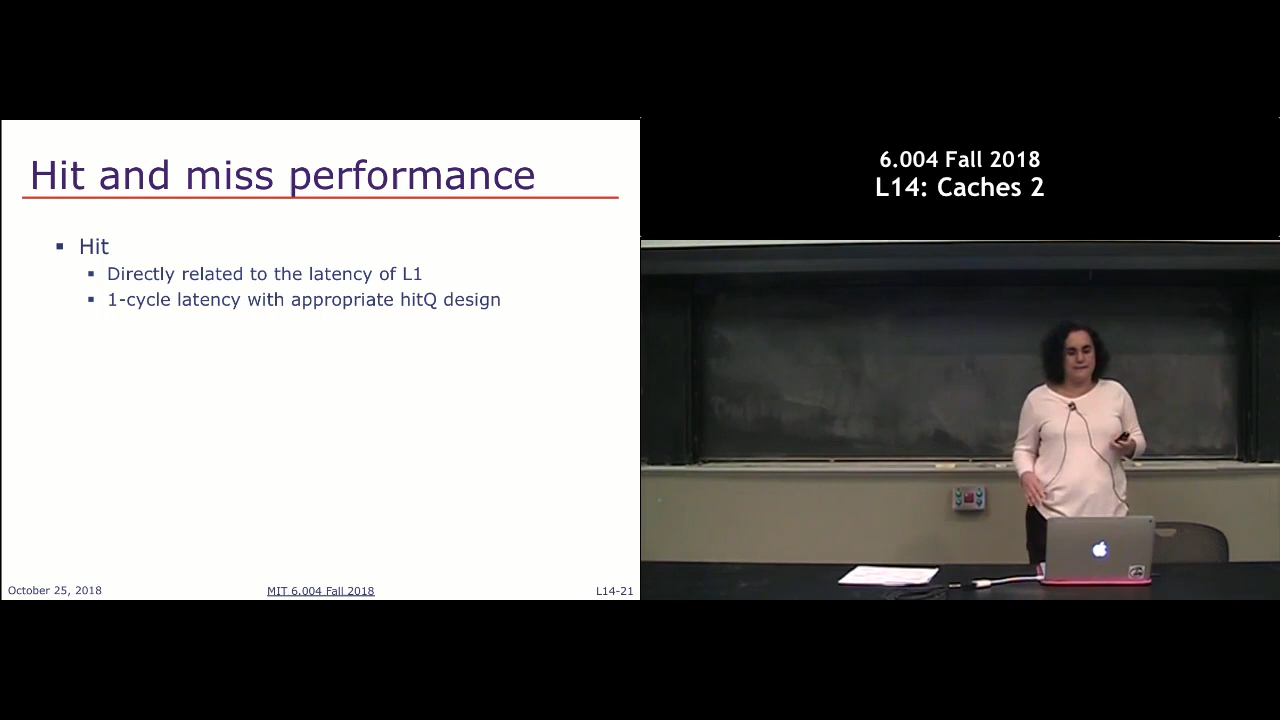 Hit and miss performance
▪ Hit
▪ Directly related to the latency of L1
▪ 1-cycle latency with appropriate hitQ design
October 25, 2018
MIT 6.004 Fall 2018
L14-21
6.004 Fall 2018
L14: Caches 2